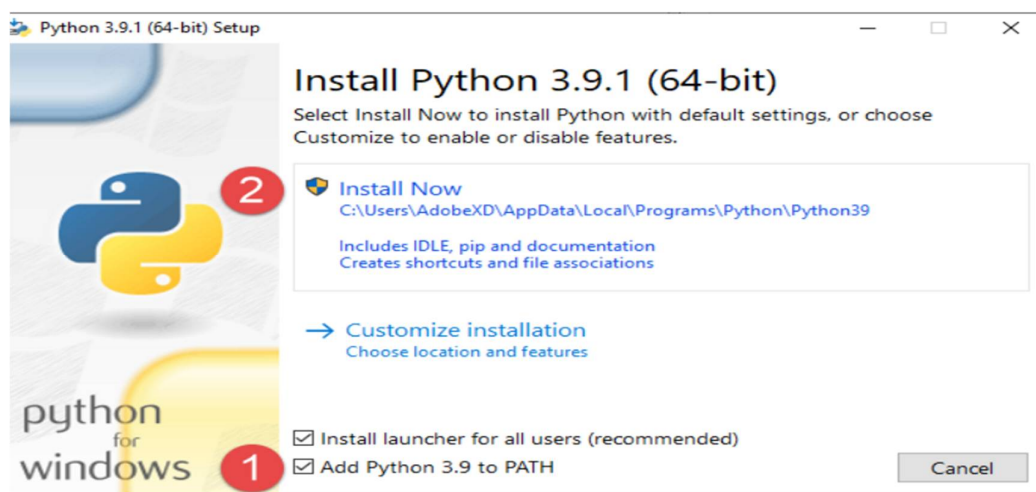 Python 3.9.1 (64-bit) Setup
Install Python 3.9.1 (64-bit)
Select Install Now to install Python with default settings, or choose
Customize to enable or disable features.
2
Install Now
C:\Users\AdobeXD\AppData\Local\Programs\Python\Python39
Includes IDLE, pip and documentation
Creates shortcuts and file associations
Customize installation
Choose location and features
python
for
windows
Install launcher for all users (recommended)
1
Add Python 3.9 to PATH
Cancel